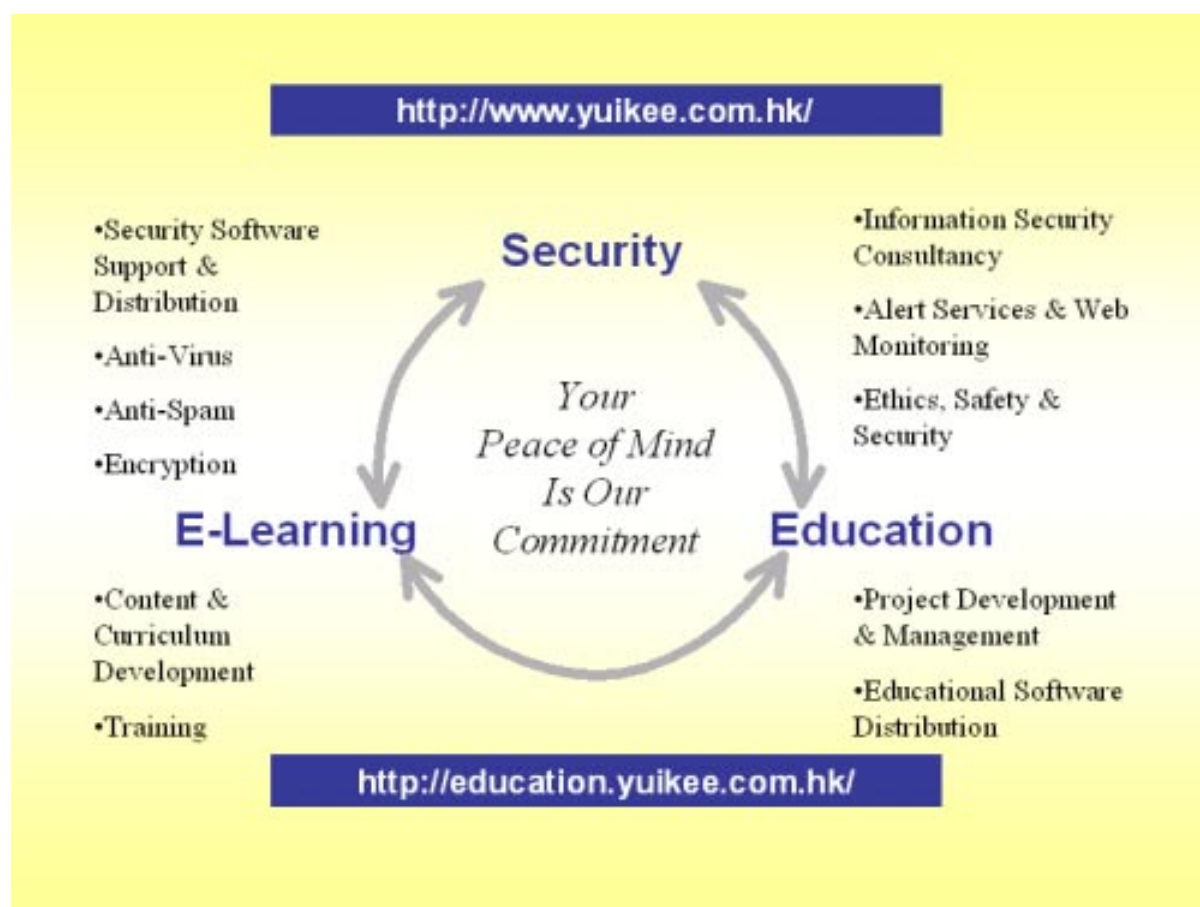 http://www.yuikee.com.hk/
•Security Software
Support &
Distribution
•Anti-Virus
•Anti-Spam
•Encryption
Security
•Information Security
Consultancy
•Alert Services & Web
Monitoring
•Ethics, Safety &
Security
Your
Peace of Mind
Is Our
Commitment
E-Learning
Education
•Content &
Curriculum
Development
•Training
•Project Development
& Management
•Educational Software
Distribution
http://education.yuikee.com.hk/